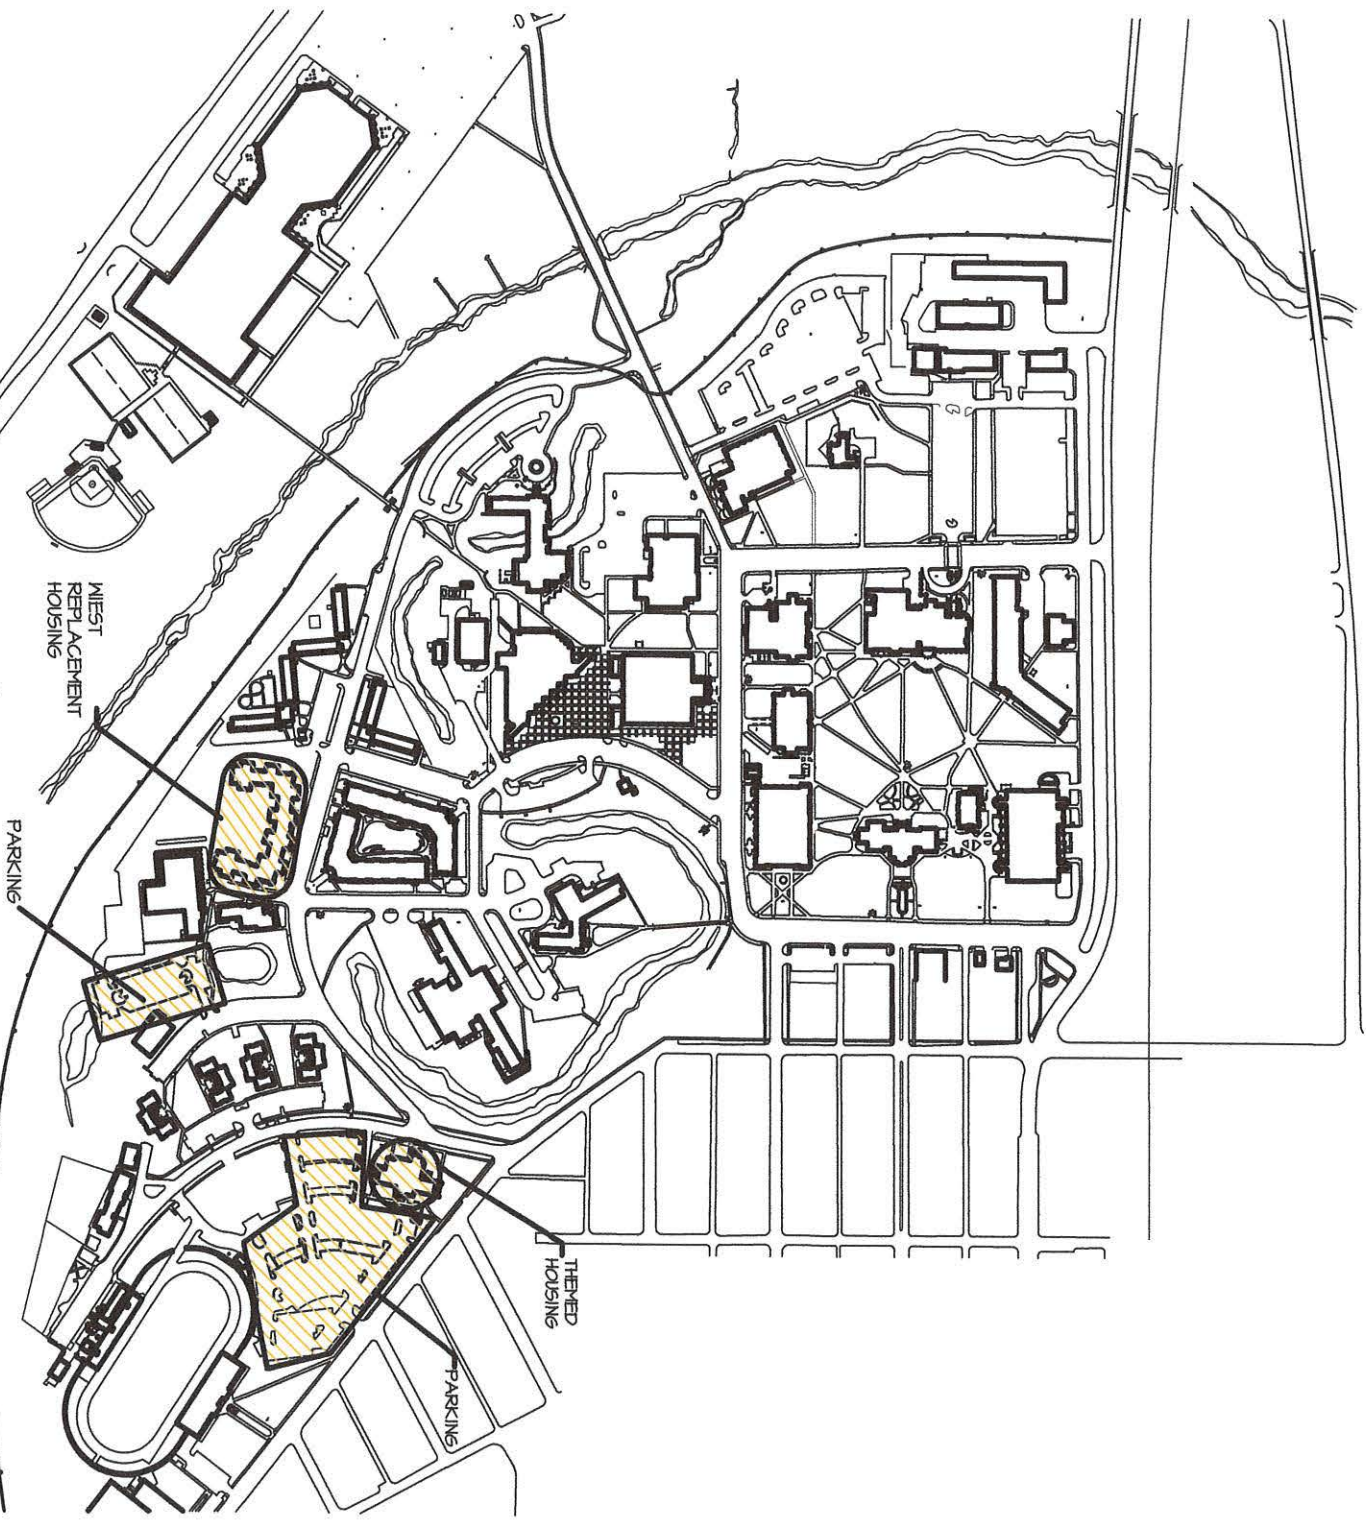 WIEST
REPLACEMENT
HOUSING
PARKING
THEMED
HOUSING
PARKING